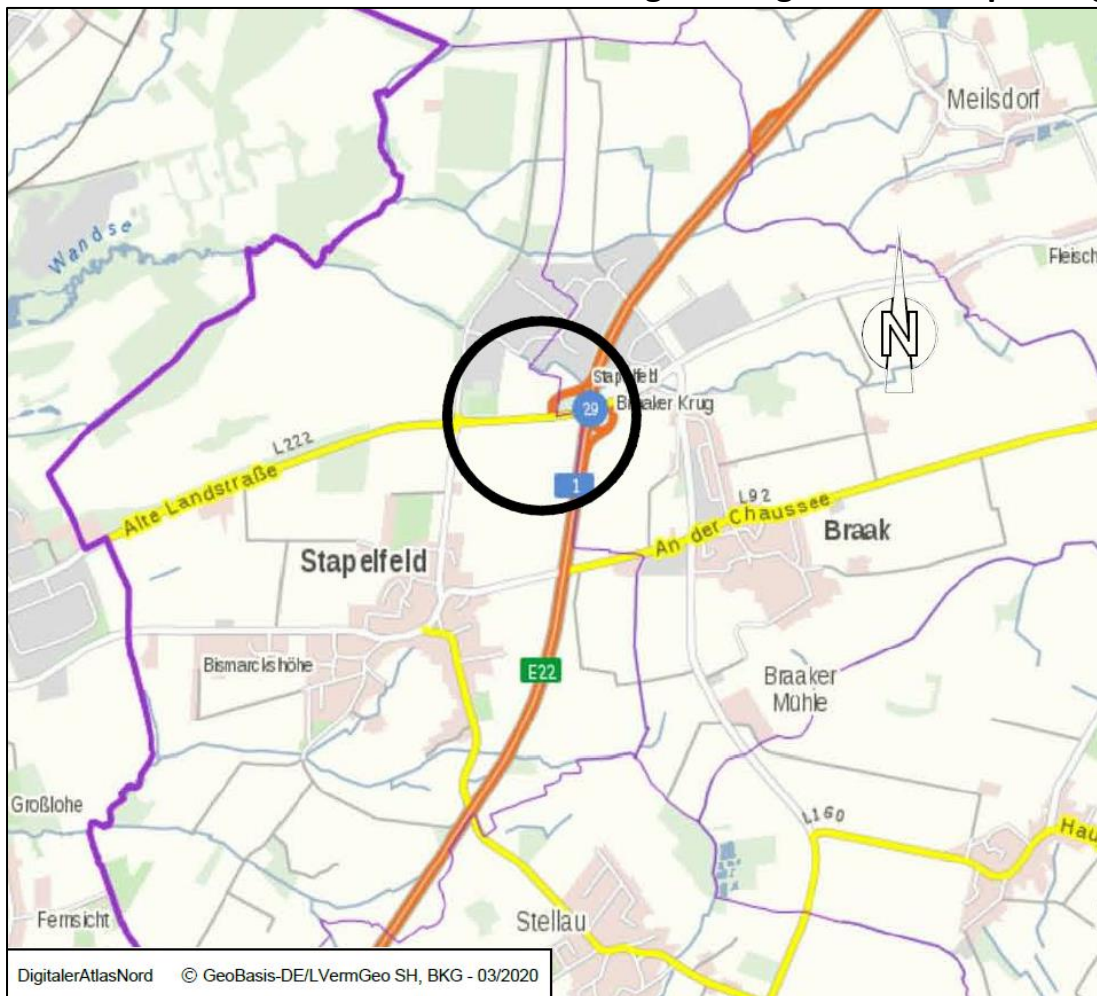 Meilsdorf
Wandse
Fleisch
N
Stapelfeld
29
Braaker Krug
L222
Alte Landstraße
1
L92
An der Chaussee
Braak
Stapelfeld
Bismarckshöhe
E22
Braaker
Mühle
Großlohe
L160
Hau
Fernsicht
Stellau
DigitalerAtlasNord © GeoBasis-DE/LVermGeo SH, BKG - 03/2020